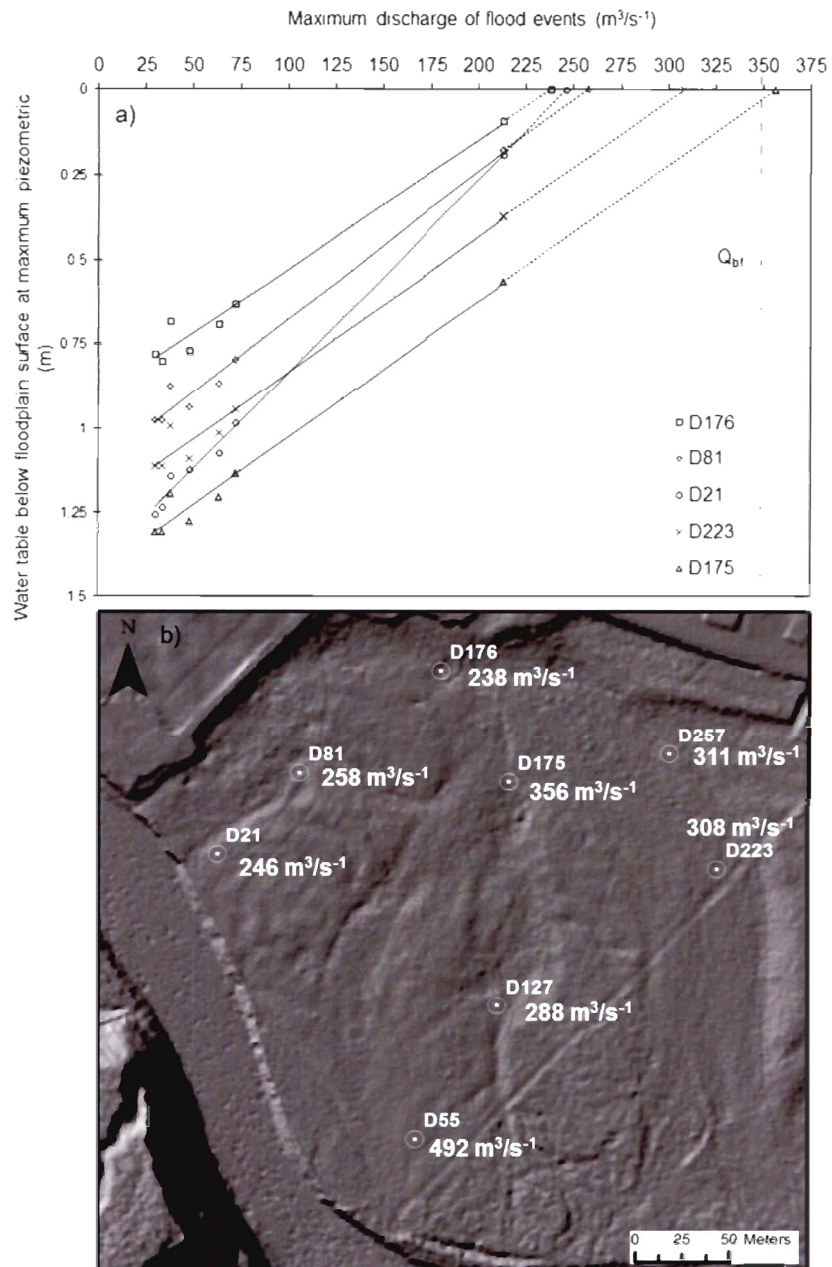 Maximum discharge of flood events (m³/s⁻¹)
0 25 50 75 100 125 150 175 200 225 250 275 300 325 350 375
Water table below floodplain surface at maximum piezometric
(m)
0
0 25
0 5
0 75
1
1.25
1 5
a)
Q_bf
D176
D81
D21
D223
D175
N
b)
D176
238 m³/s⁻¹
D257
311 m³/s⁻¹
D81
258 m³/s⁻¹
D175
356 m³/s⁻¹
308 m³/s⁻¹
D223
D21
246 m³/s⁻¹
D127
288 m³/s⁻¹
D55
492 m³/s⁻¹
0 25 50 Meters